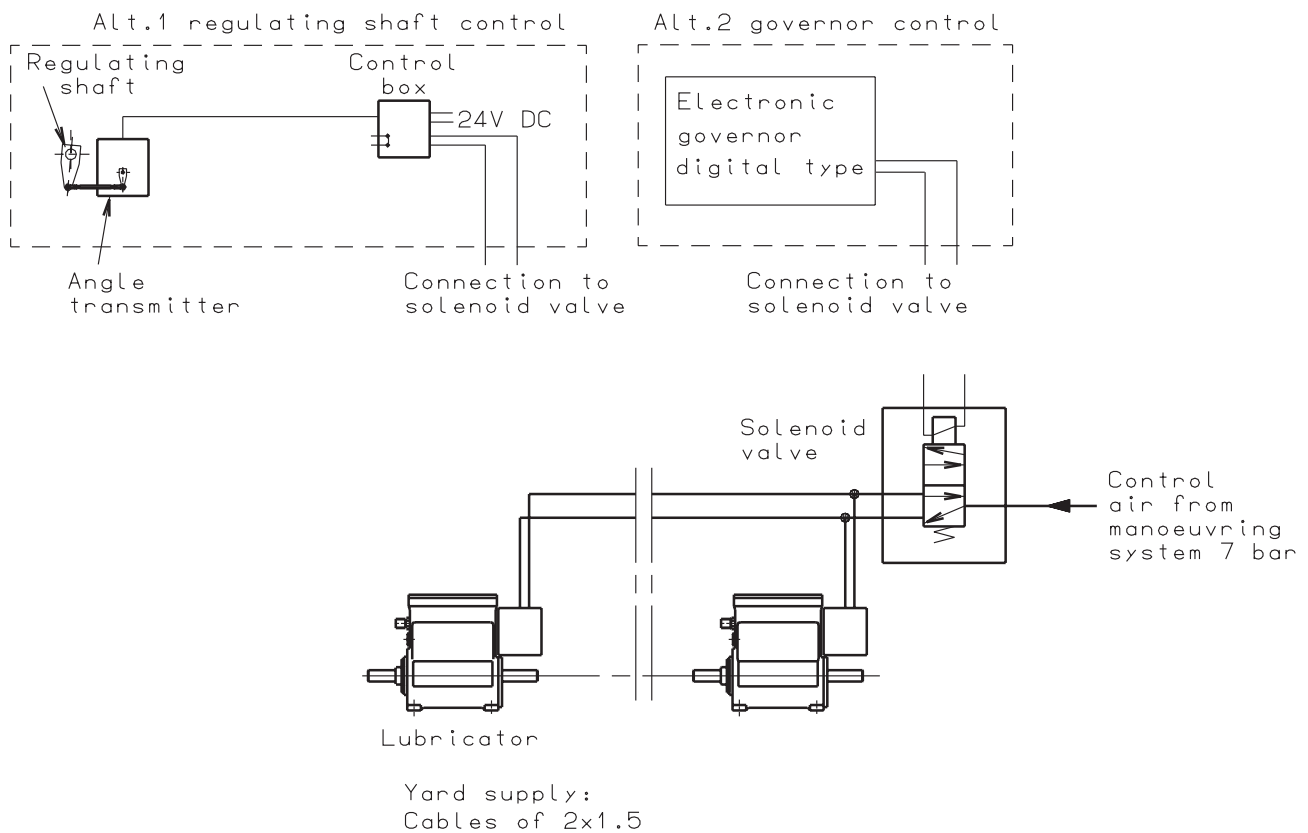 Alt.1 regulating shaft control
Regulating
shaft
Control
box
24V DC
Angle
transmitter
Connection to
solenoid valve
Alt.2 governor control
Electronic
governor
digital type
Connection to
solenoid valve
Solenoid
valve
Control
air from
manoeuvring
system 7 bar
Lubricator
Yard supply:
Cables of 2x1.5